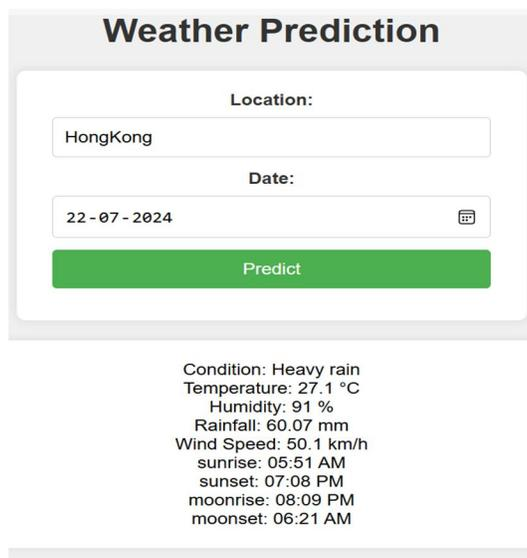 Weather Prediction
Location:
HongKong
Date:
22-07-2024
Predict
Condition: Heavy rain
Temperature: 27.1 °C
Humidity: 91 %
Rainfall: 60.07 mm
Wind Speed: 50.1 km/h
sunrise: 05:51 AM
sunset: 07:08 PM
moonrise: 08:09 PM
moonset: 06:21 AM